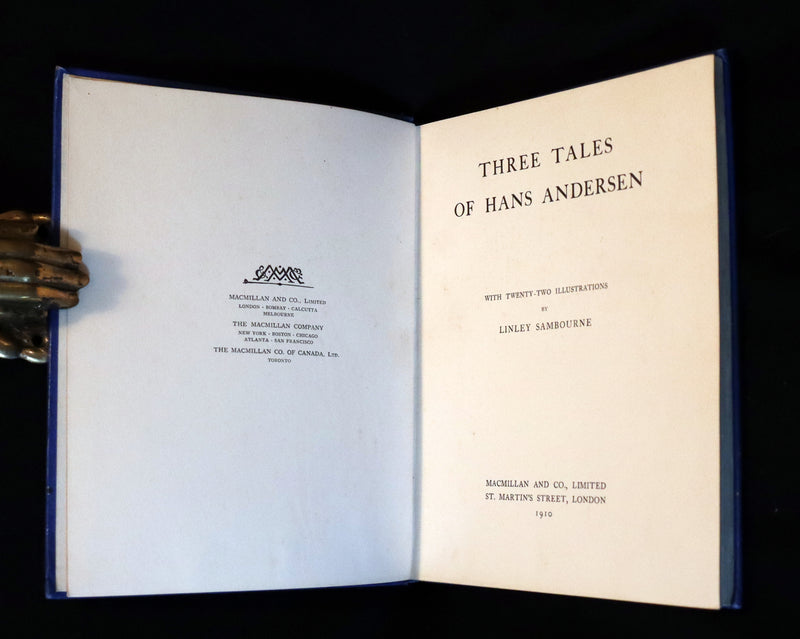 MACMILLAN AND CO., LIMITED
LONDON · BOMBAY · CALCUTTA
MELBOURNE
THE MACMILLAN COMPANY
NEW YORK · BOSTON · CHICAGO
ATLANTA · SAN FRANCISCO
THE MACMILLAN CO. OF CANADA, LTD.
TORONTO
THREE TALES
OF HANS ANDERSEN
WITH TWENTY-TWO ILLUSTRATIONS
BY
LINLEY SAMBOURNE
MACMILLAN AND CO., LIMITED
ST. MARTIN'S STREET, LONDON
1910